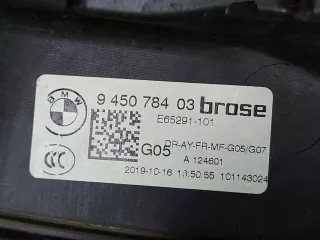 BMW
9 450 784 03 brose
E65291-101
G05
DR-AY-FR-MF-G05/G07
A 124601
2019-10-16 13:50:55 101143024